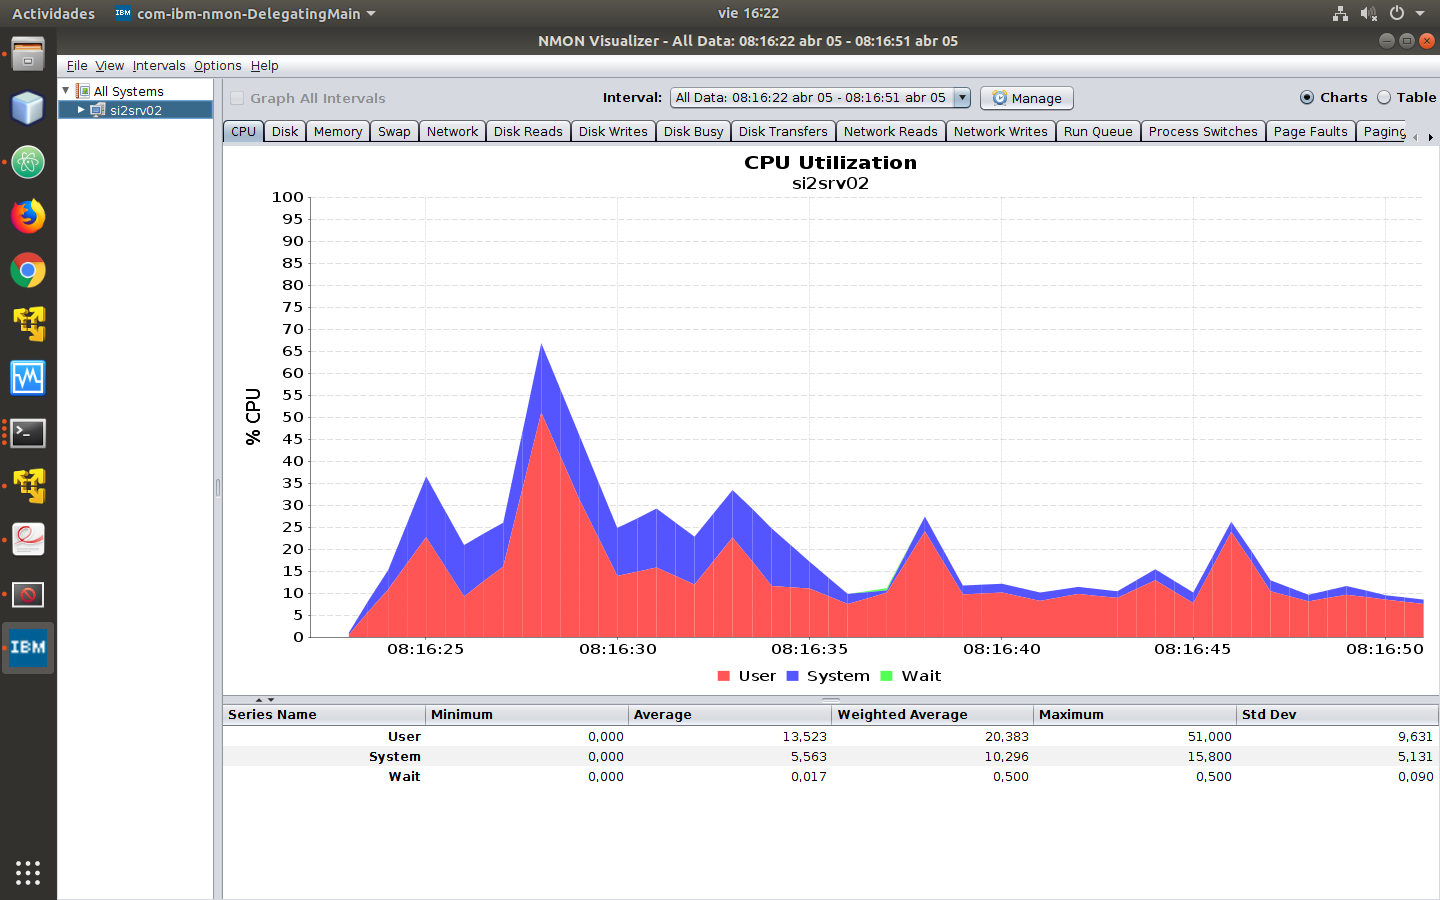 Actividades IBM com-ibm-nmon-DelegatingMain vie 16:22
NMON Visualizer - All Data: 08:16:22 abr 05 - 08:16:51 abr 05
File View Intervals Options Help
All Systems
si2srv02
Graph All Intervals Interval: All Data: 08:16:22 abr 05 - 08:16:51 abr 05 Manage Charts Table
CPU Disk Memory Swap Network Disk Reads Disk Writes Disk Busy Disk Transfers Network Reads Network Writes Run Queue Process Switches Page Faults Paging
CPU Utilization
si2srv02
100
95
90
85
80
75
70
65
60
55
50
45
40
35
30
25
20
15
10
5
0
% CPU
08:16:25 08:16:30 08:16:35 08:16:40 08:16:45 08:16:50
User System Wait
Series Name Minimum Average Weighted Average Maximum Std Dev
User 0,000 13,523 20,383 51,000 9,631
System 0,000 5,563 10,296 15,800 5,131
Wait 0,000 0,017 0,500 0,500 0,090
IBM